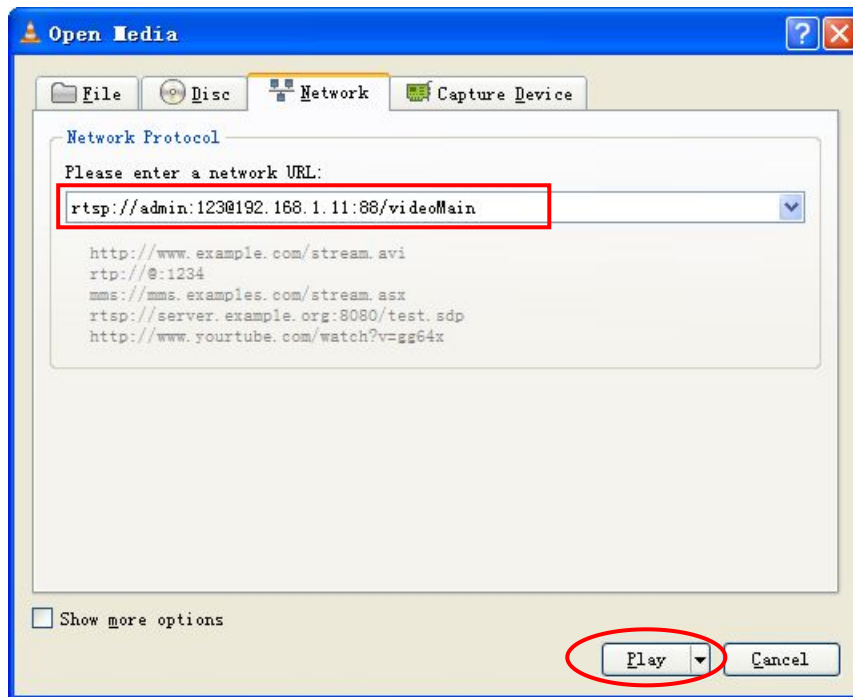 Open Media
File Disc Network Capture Device
Network Protocol
Please enter a network URL:
rtsp://admin:123@192.168.1.11:88/videoMain
http://www.example.com/stream.avi
rtp://@:1234
mms://mms.examples.com/stream.asx
rtsp://server.example.org:8080/test.sdp
http://www.yourtube.com/watch?v=gg64x
Show more options
Play Cancel